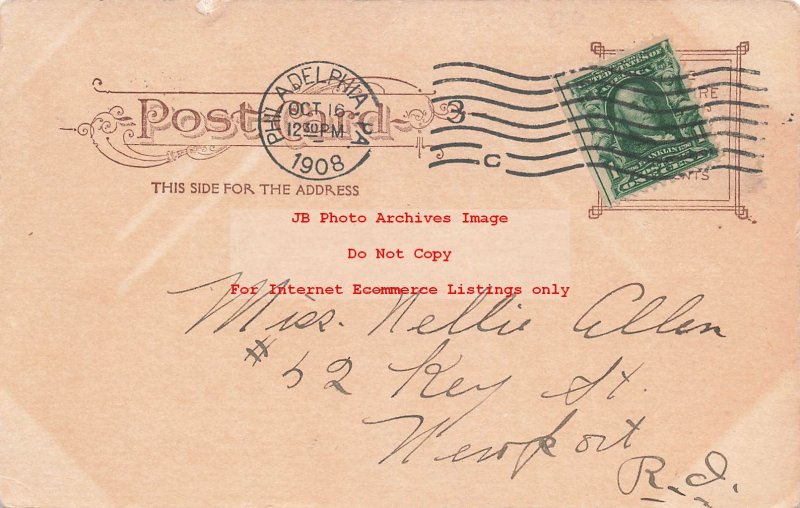 Post Card
PHILADELPHIA PA.
OCT 16
12 30 PM
1908
3
C
THIS SIDE FOR THE ADDRESS
JB Photo Archives Image
Do Not Copy
For Internet Ecommerce Listings only
Miss. Nellie Allen
# 52 Key St.
Newport
R.I.